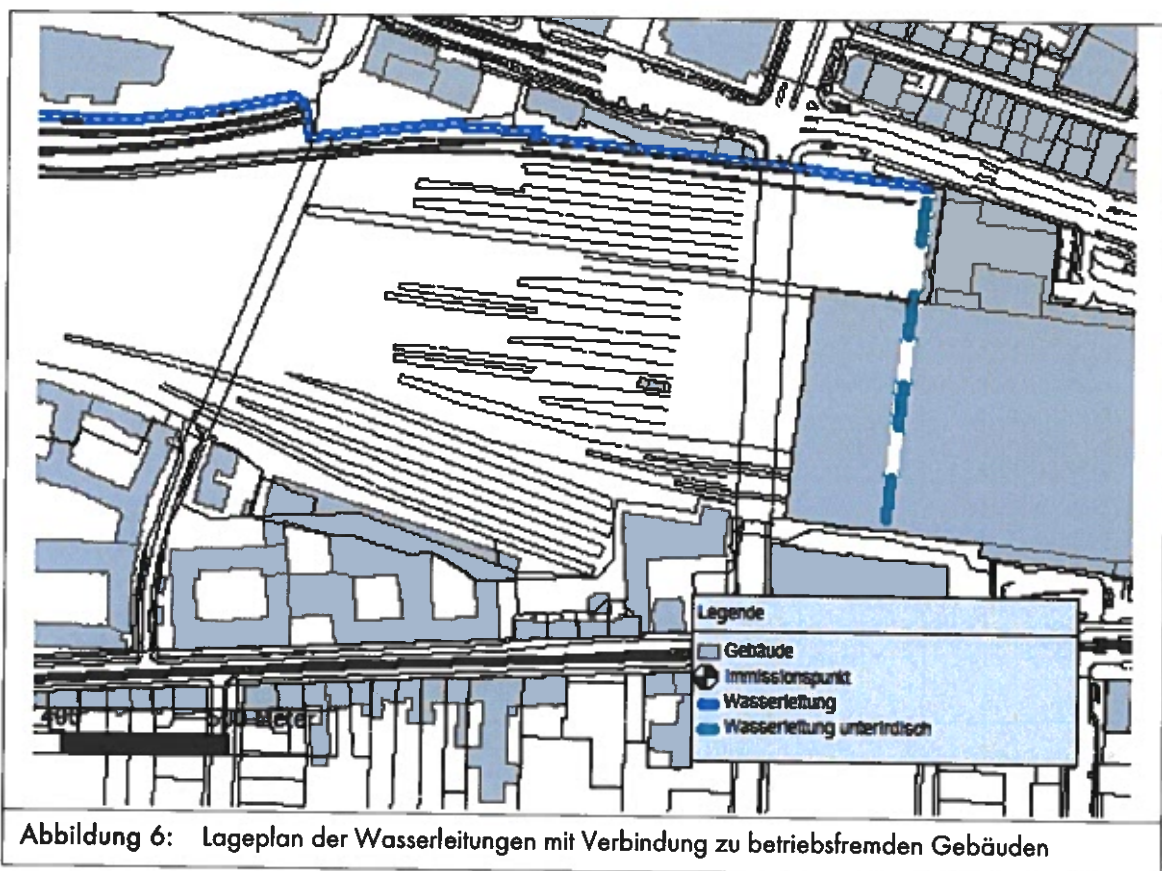 Legende
Gebäude
Immissionspunkt
Wasserleitung
Wasserleitung unterirdisch
Abbildung 6: Lageplan der Wasserleitungen mit Verbindung zu betriebsfremden Gebäuden